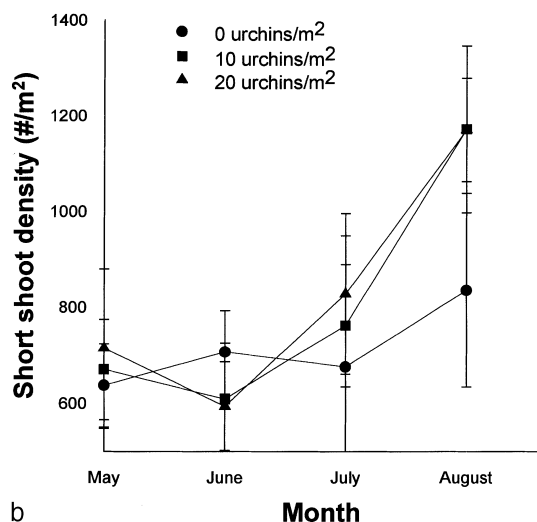 1400
0 urchins/m²
10 urchins/m²
20 urchins/m²
1200
1000
800
600
Short shoot density (#/m²)
May June July August
b Month